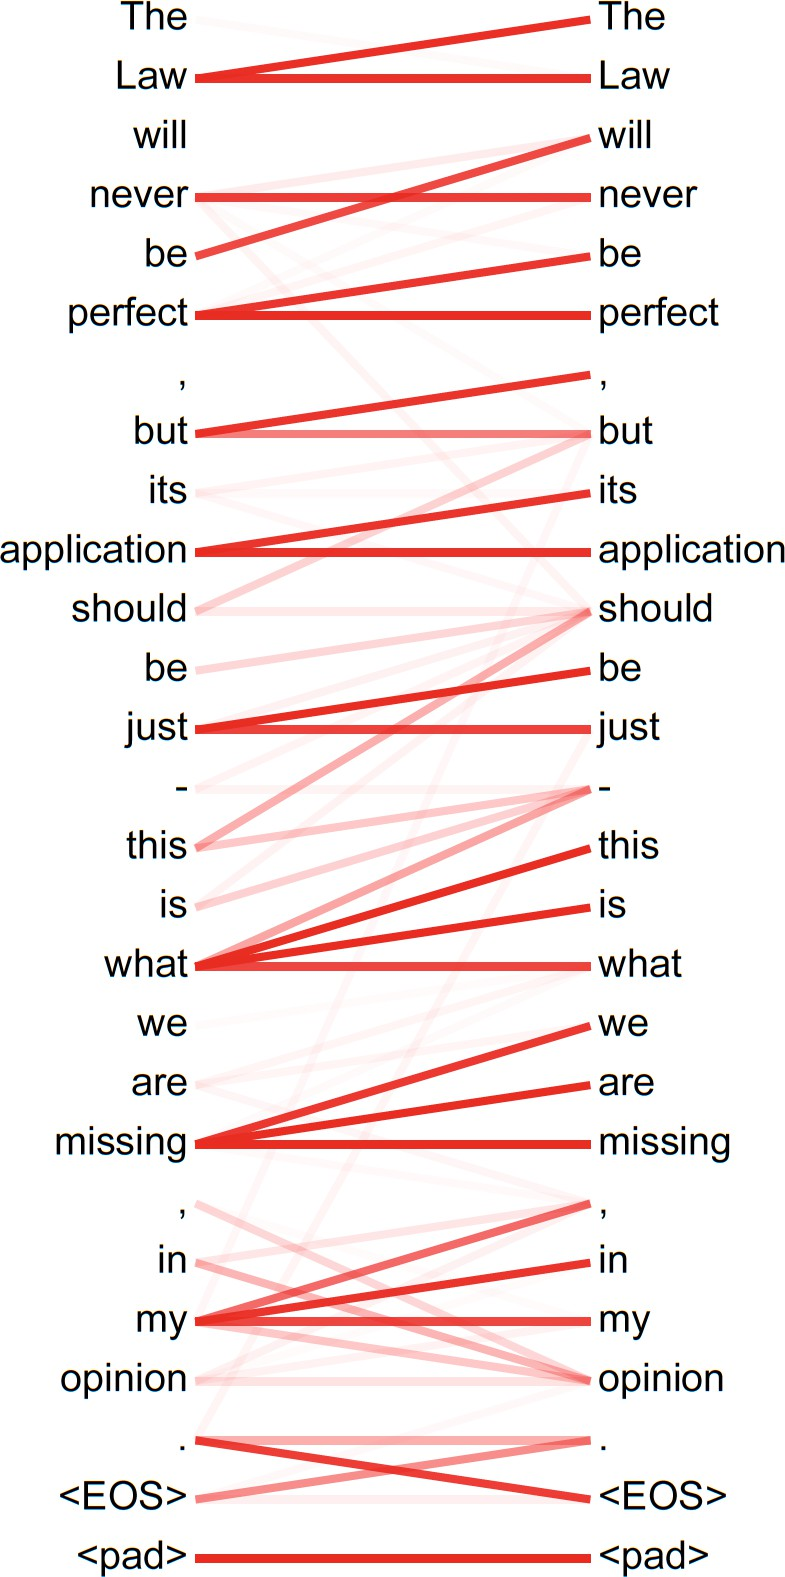 The The
Law Law
will will
never never
be be
perfect perfect
, ,
but but
its its
application application
should should
be be
just just
- -
this this
is is
what what
we we
are are
missing missing
, ,
in in
my my
opinion opinion
. .
<EOS> <EOS>
<pad> <pad>